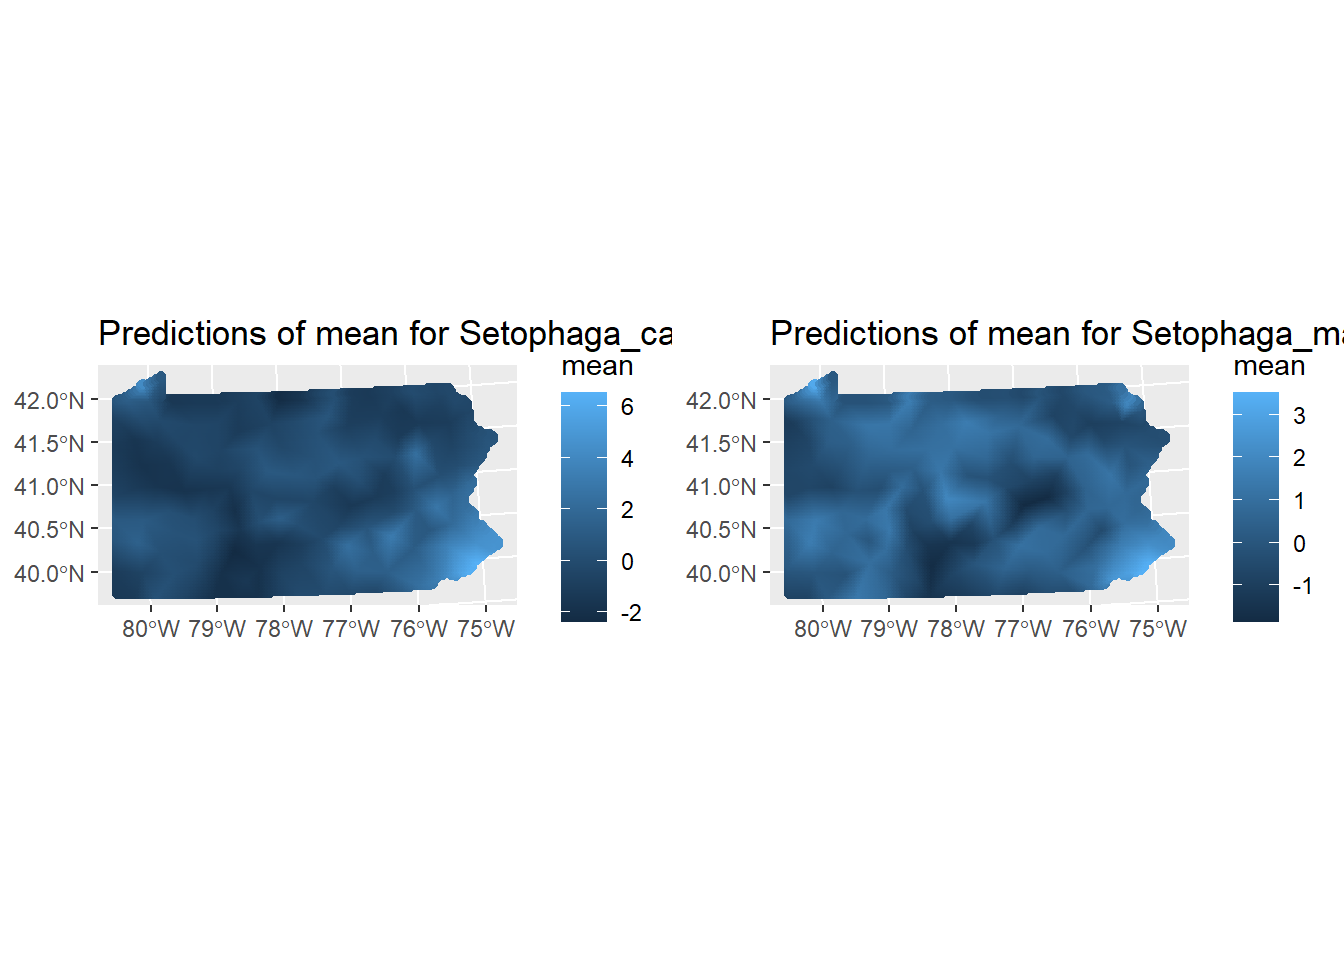 Predictions of mean for Setophaga_ca
mean
6
4
2
0
-2
42.0°N
41.5°N
41.0°N
40.5°N
40.0°N
80°W 79°W 78°W 77°W 76°W 75°W
Predictions of mean for Setophaga_ma
mean
3
2
1
0
-1
42.0°N
41.5°N
41.0°N
40.5°N
40.0°N
80°W 79°W 78°W 77°W 76°W 75°W